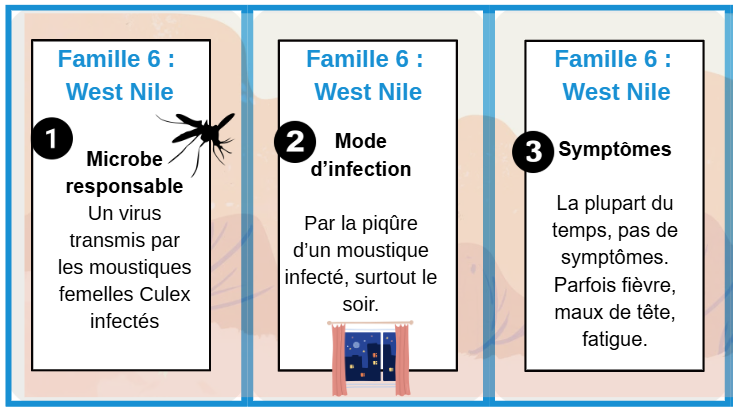 Famille 6 :
West Nile
1
Microbe
responsable
Un virus
transmis par
les moustiques
femelles Culex
infectés
Famille 6 :
West Nile
2
Mode
d’infection
Par la piqûre
d’un moustique
infecté, surtout le
soir.
Famille 6 :
West Nile
3
Symptômes
La plupart du
temps, pas de
symptômes.
Parfois fièvre,
maux de tête,
fatigue.